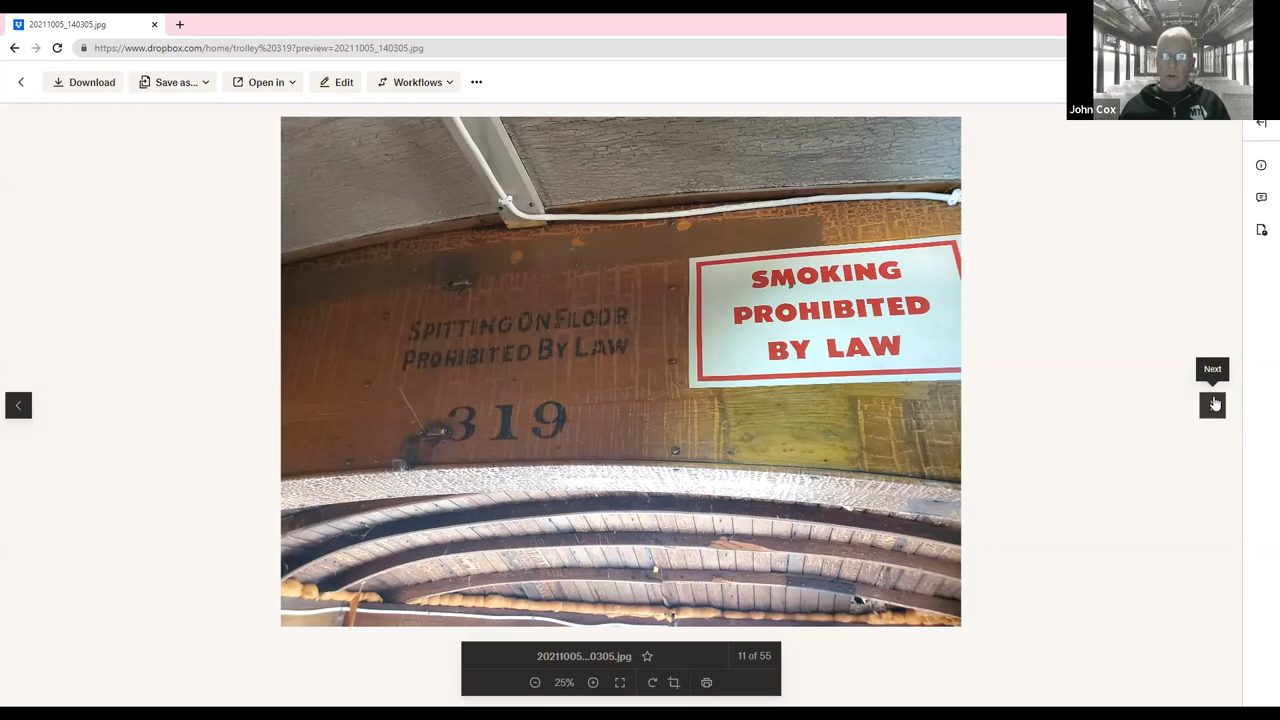 20211005_140305.jpg
https://www.dropbox.com/home/trolley%20319?preview=20211005_140305.jpg
Download
Save as...
Open in
Edit
Workflows
John Cox
SPITTING ON FLOOR
PROHIBITED BY LAW
319
SMOKING
PROHIBITED
BY LAW
Next
20211005...0305.jpg
11 of 55
25%